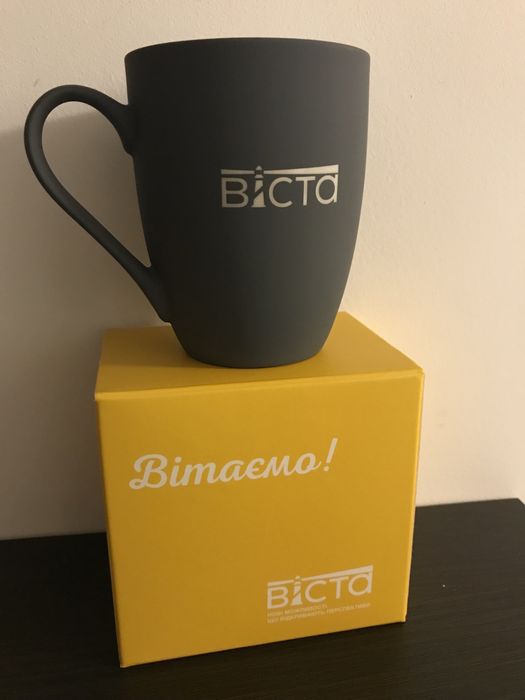 ВІСТА
Вітаємо!
ВІСТА
НОВІ МОЖЛИВОСТІ,
ЩО ВІДКРИВАЮТЬ ПЕРСПЕКТИВИ